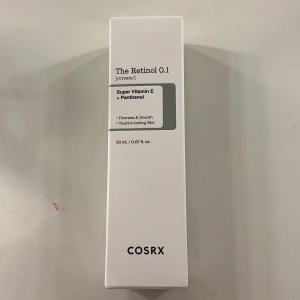 The Retinol 0.1
[cream]
Super Vitamin E
+ Panthenol
• Firmness & Smooth
• Youthful-looking Skin
20 mL / 0.67 fl. oz.
COSRX